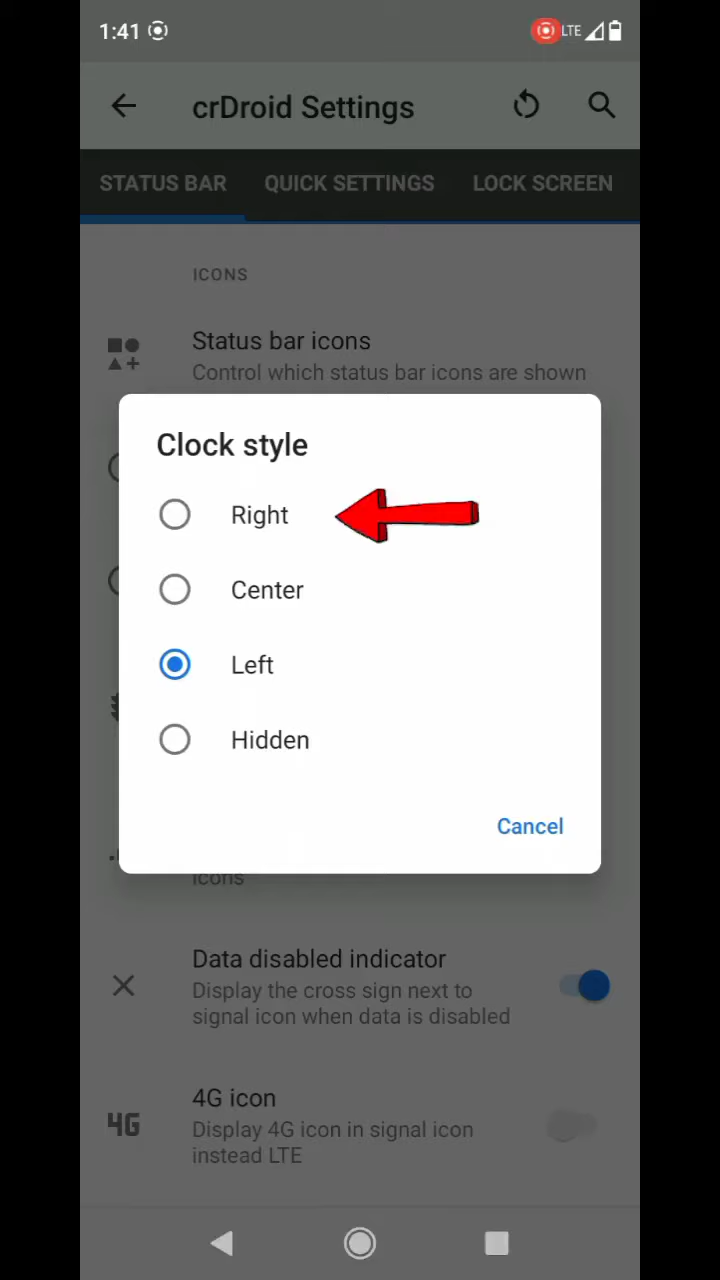 1:41
LTE
crDroid Settings
STATUS BAR
QUICK SETTINGS
LOCK SCREEN
ICONS
Status bar icons
Control which status bar icons are shown
Clock style
Right
Center
Left
Hidden
Cancel
icons
Data disabled indicator
Display the cross sign next to
signal icon when data is disabled
4G
4G icon
Display 4G icon in signal icon
instead LTE